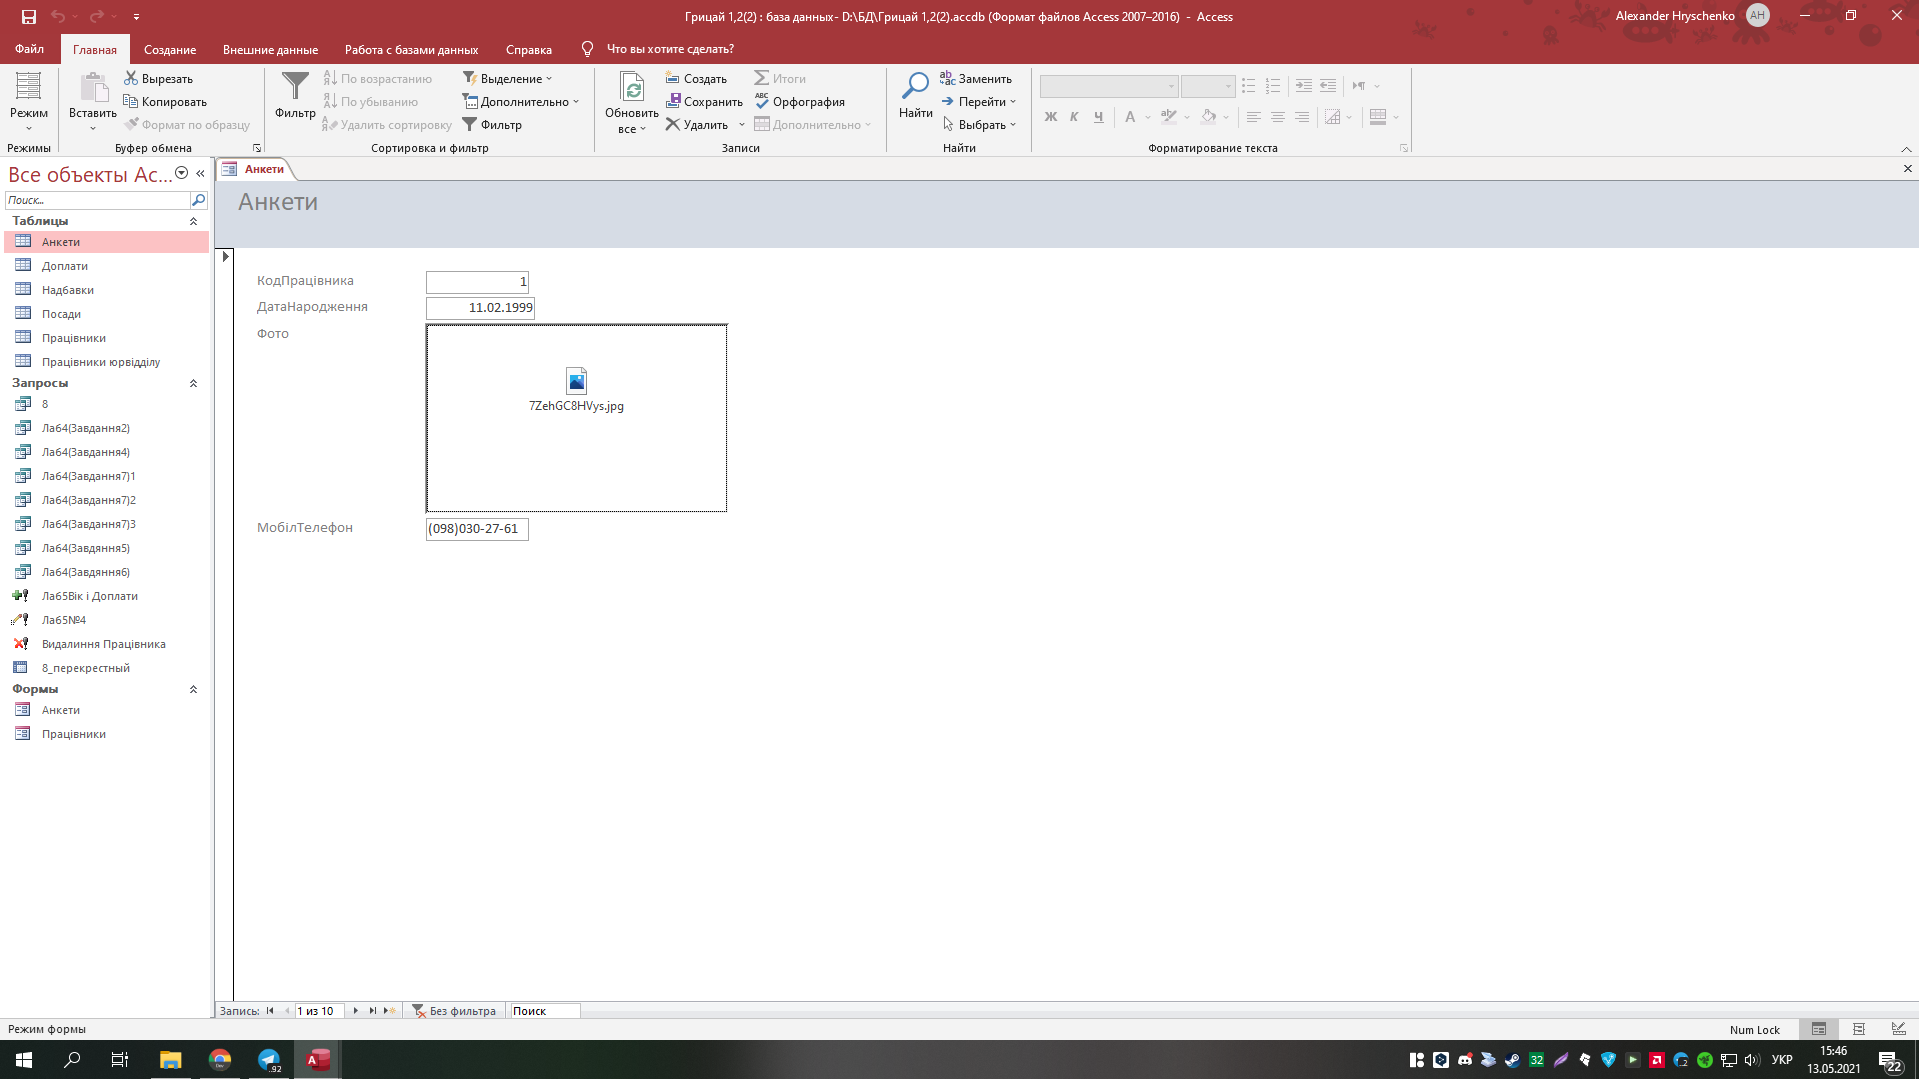 Грицай 1,2(2) : база данных- D:\БД\Грицай 1,2(2).accdb (Формат файлов Access 2007–2016)  -  Access
Alexander Hryschenko
AH
Файл
Главная
Создание
Внешние данные
Работа с базами данных
Справка
Что вы хотите сделать?
Режим
Режимы
Вставить
Вырезать
Копировать
Формат по образцу
Буфер обмена
Фильтр
По возрастанию
По убыванию
Удалить сортировку
Выделение
Дополнительно
Фильтр
Сортировка и фильтр
Обновить
все
Создать
Сохранить
Удалить
Итоги
Орфография
Дополнительно
Записи
Найти
Заменить
Перейти
Выбрать
Найти
Ж К Ч А
Форматирование текста
Все объекты Ac...
Поиск...
Таблицы
Анкети
Доплати
Надбавки
Посади
Працівники
Працівники юрвідділу
Запросы
8
Лаб4(Завдання2)
Лаб4(Завдання4)
Лаб4(Завдання7)1
Лаб4(Завдання7)2
Лаб4(Завдання7)3
Лаб4(Завдяння5)
Лаб4(Завдяння6)
Лаб5Вік і Доплати
Лаб5№4
Видалиння Працівника
8_перекрестный
Формы
Анкети
Працівники
Анкети
Анкети
КодПрацівника
1
ДатаНародження
11.02.1999
Фото
7ZehGC8HVys.jpg
МобілТелефон
(098)030-27-61
Запись:
1 из 10
Без фильтра
Поиск
Режим формы
Num Lock
..92
32
УКР
15:46
13.05.2021
22